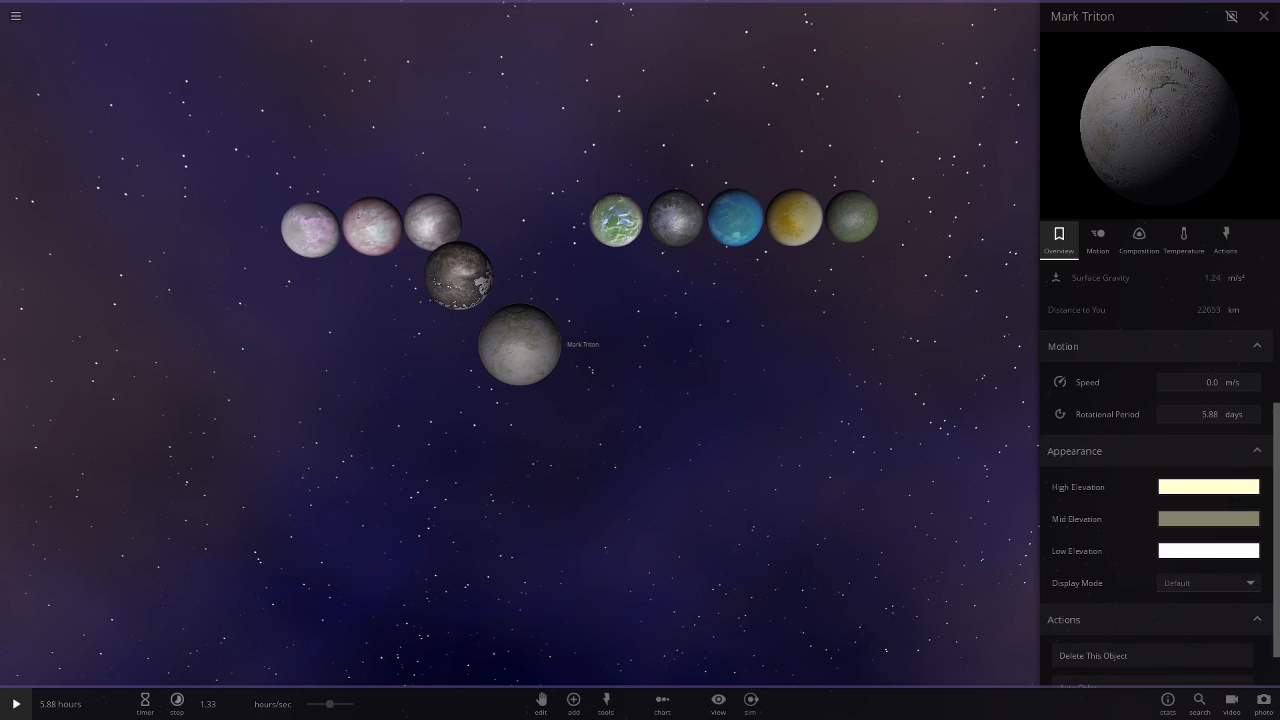 Mark Triton
Overview
Motion
Composition
Temperature
Actions
Surface Gravity 1.24 m/s²
Distance to You 22653 km
Motion
Speed 0.0 m/s
Rotational Period 5.88 days
Appearance
High Elevation
Mid Elevation
Low Elevation
Display Mode Default
Actions
Delete This Object
Mark Triton
5.88 hours
timer
step
1.33 hours/sec
edit
add
tools
chart
view
sim
stats
search
video
photo